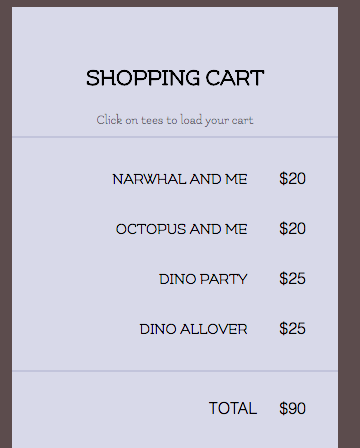 SHOPPING CART
Click on tees to load your cart
NARWHAL AND ME $20
OCTOPUS AND ME $20
DINO PARTY $25
DINO ALLOVER $25
TOTAL $90